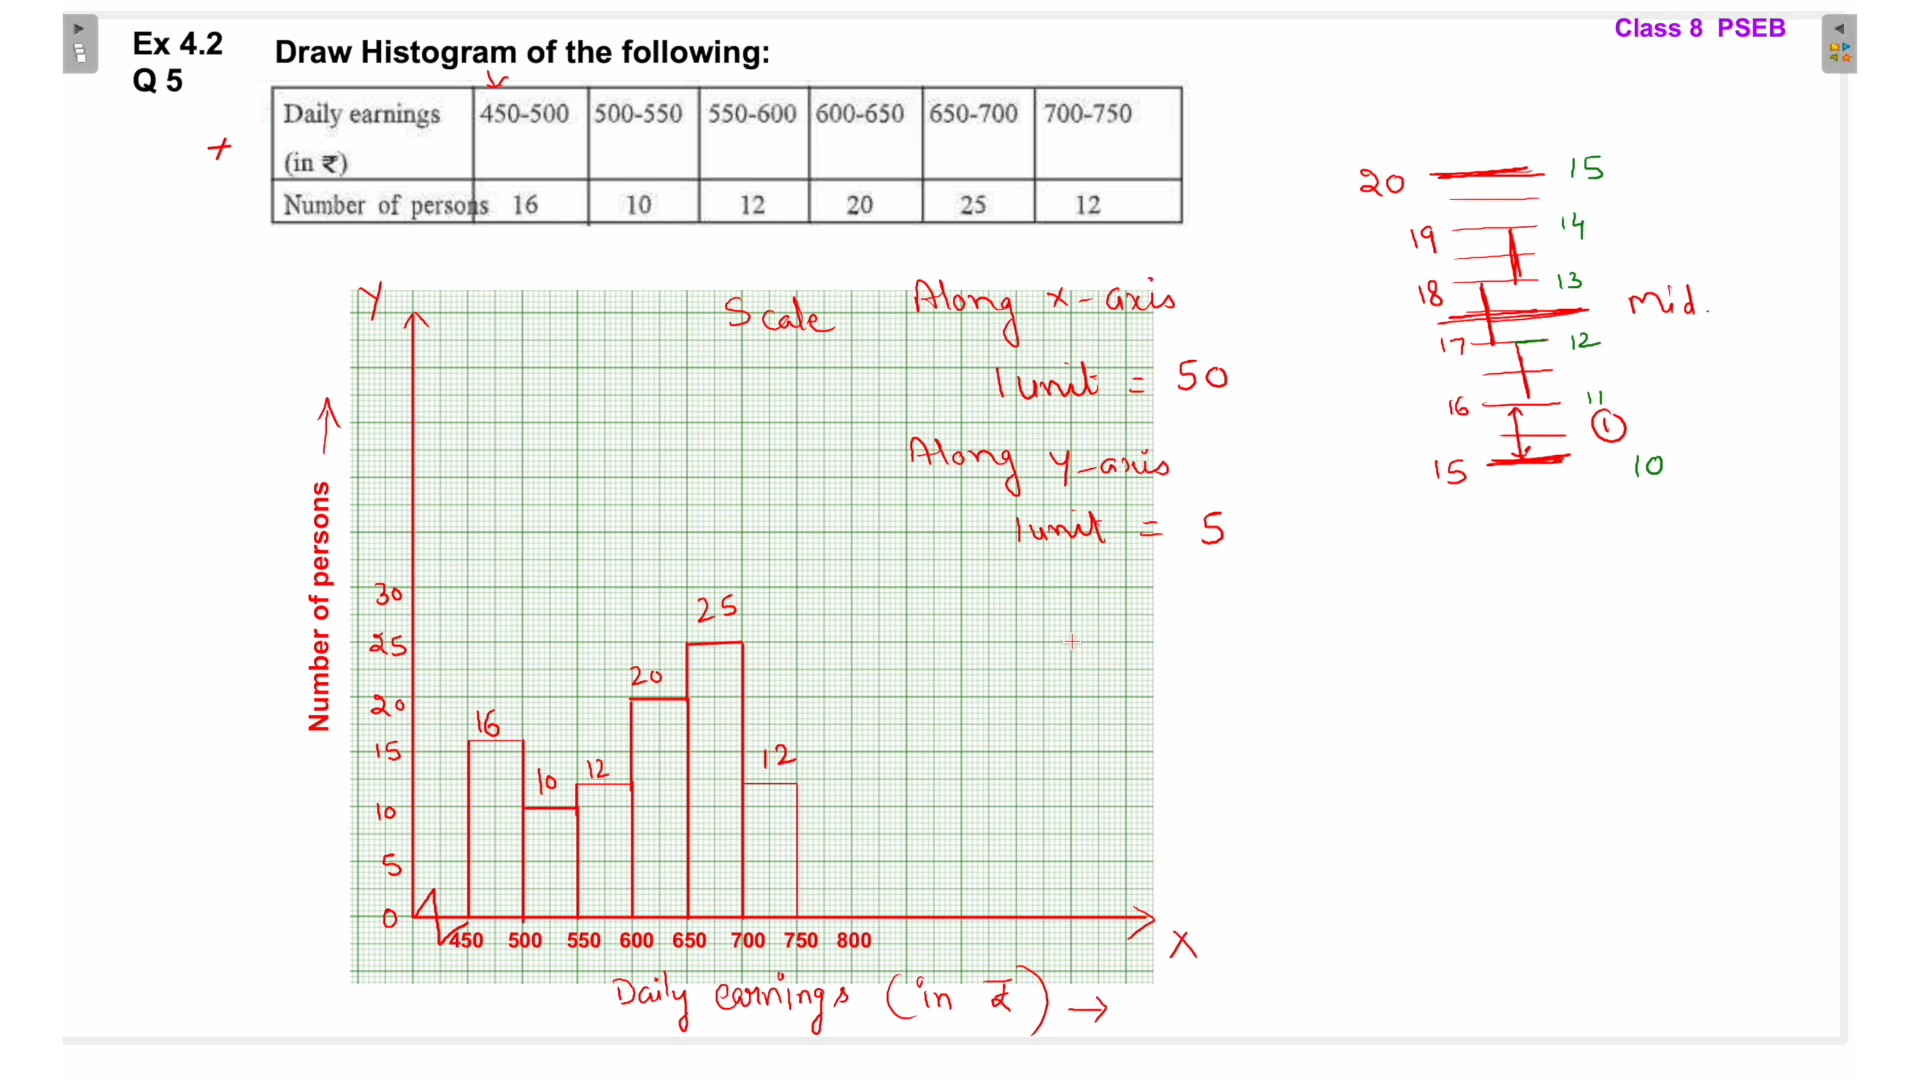 Class 8 PSEB
Ex 4.2
Q 5
Draw Histogram of the following:
Daily earnings (in ₹) 450-500 500-550 550-600 600-650 650-700 700-750
Number of persons 16 10 12 20 25 12
Y
Scale
Along x-axis
1 unit = 50
Along y-axis
1 unit = 5
Number of persons
30
25
20
15
10
5
0
16
10
12
20
25
12
450 500 550 600 650 700 750 800
X
Daily earnings (in ₹)
20 15
19 14
18 13
Mid.
17 12
16 11
1
15 10